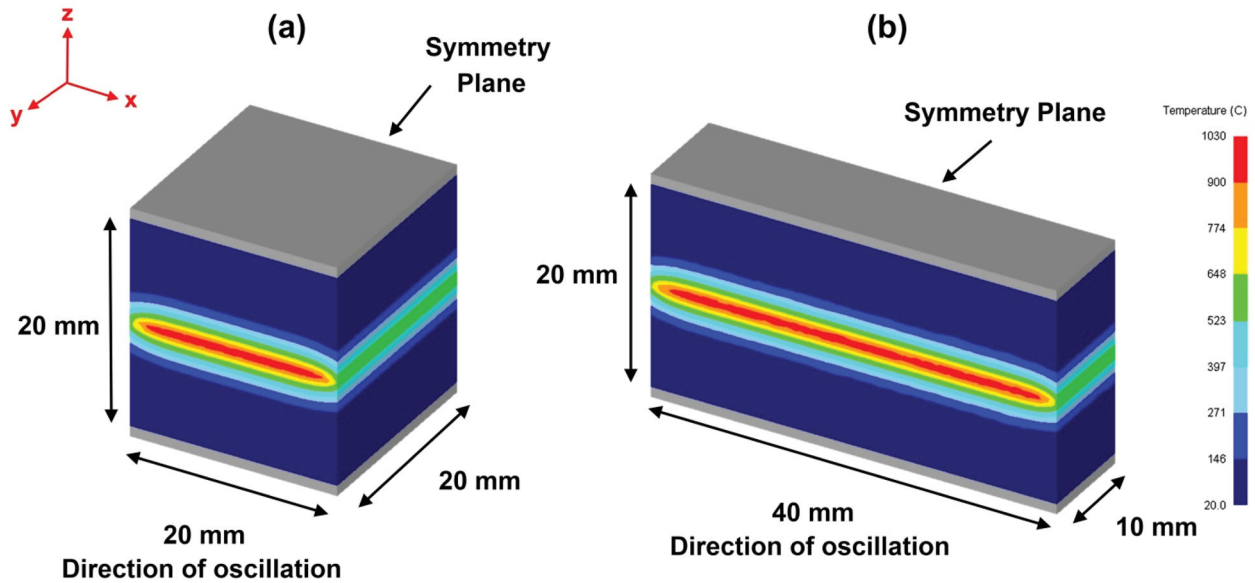 (a)
(b)
z
y
x
Symmetry
Plane
Symmetry Plane
20 mm
20 mm
20 mm
Direction of oscillation
20 mm
40 mm
Direction of oscillation
10 mm
Temperature (C)
1030
900
774
648
523
397
271
146
20.0